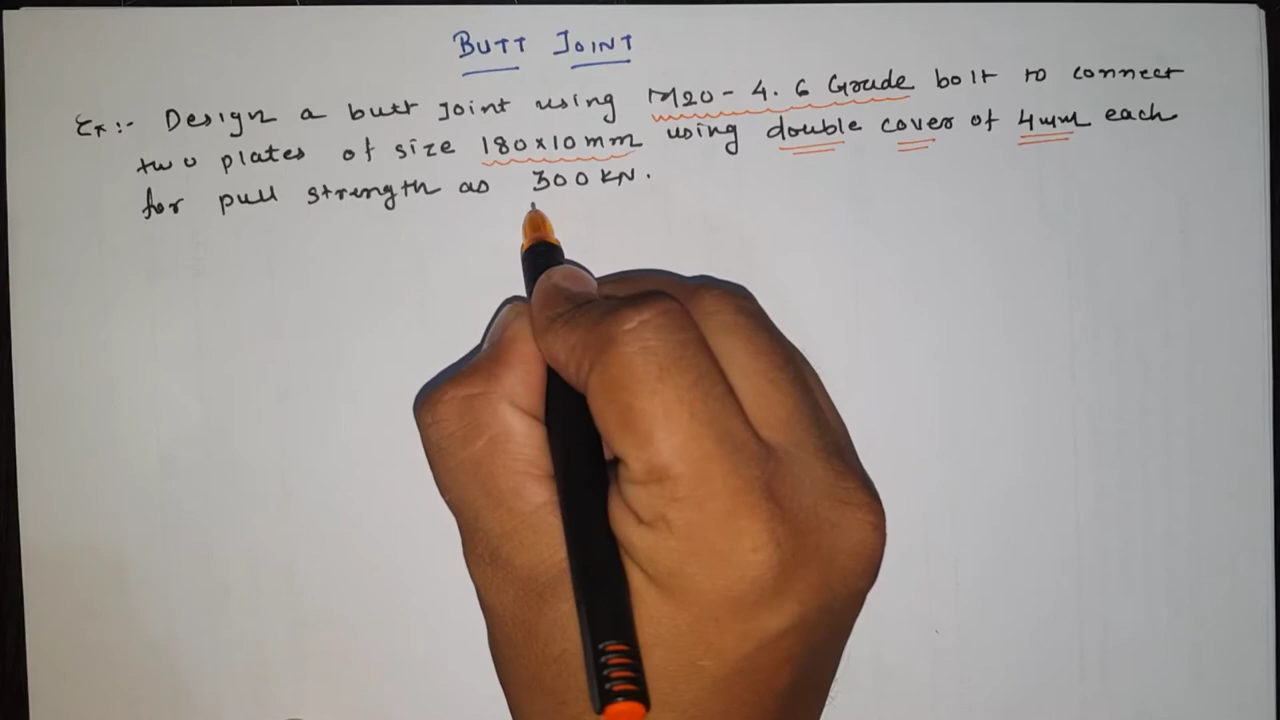 BUTT JOINT
Ex:- Design a butt Joint using M20-4.6 Grade bolt to connect
two plates of size 180x10mm using double cover of 4mm each
for pull strength as 300 KN.